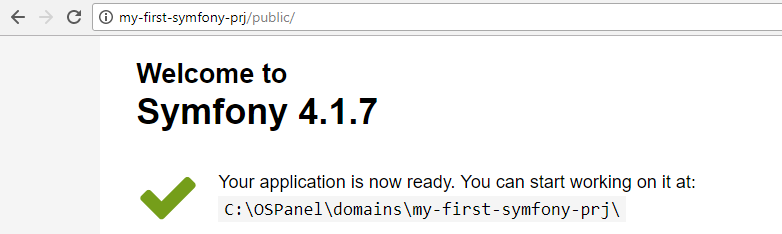 my-first-symfony-prj/public/
Welcome to
Symfony 4.1.7
Your application is now ready. You can start working on it at:
C:\OSPanel\domains\my-first-symfony-prj\